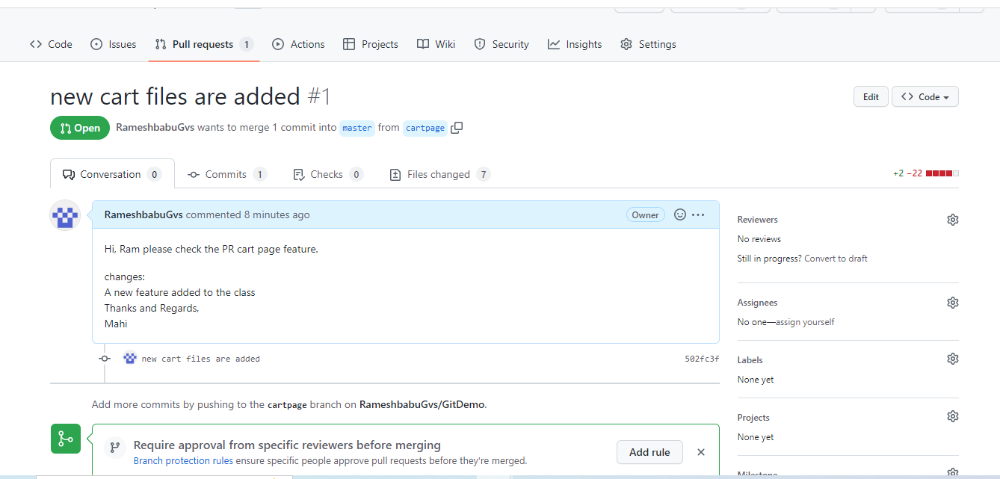 Code Issues Pull requests 1 Actions Projects Wiki Security Insights Settings
new cart files are added #1
Edit Code
Open RameshbabuGvs wants to merge 1 commit into master from cartpage
Conversation 0 Commits 1 Checks 0 Files changed 7
+2 −22
RameshbabuGvs commented 8 minutes ago Owner
Hi, Ram please check the PR cart page feature.
changes:
A new feature added to the class
Thanks and Regards,
Mahi
new cart files are added 502fc3f
Add more commits by pushing to the cartpage branch on RameshbabuGvs/GitDemo.
Require approval from specific reviewers before merging
Branch protection rules ensure specific people approve pull requests before they're merged.
Add rule
Reviewers
No reviews
Still in progress? Convert to draft
Assignees
No one—assign yourself
Labels
None yet
Projects
None yet
Milestone